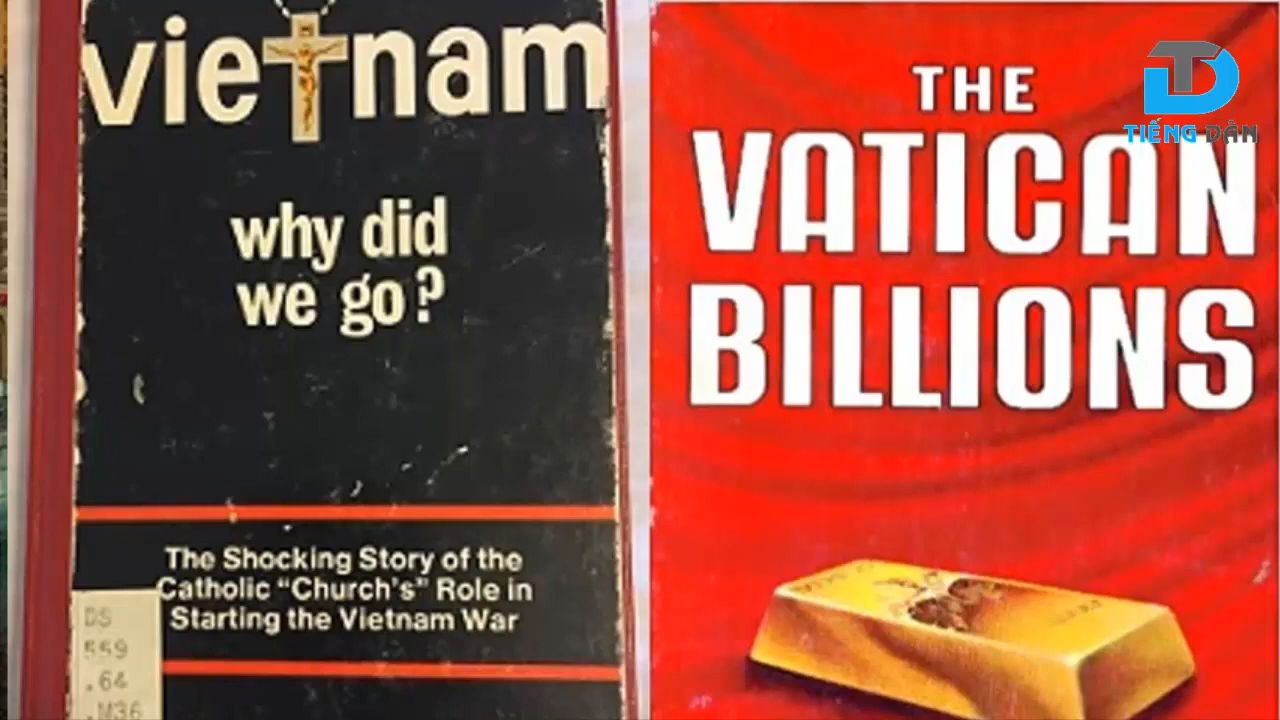 vietnam
why did
we go?
The Shocking Story of the
Catholic “Church's” Role in
Starting the Vietnam War
DS
559
.64
.M36
THE
VATICAN
BILLIONS
TIẾNG DÂN